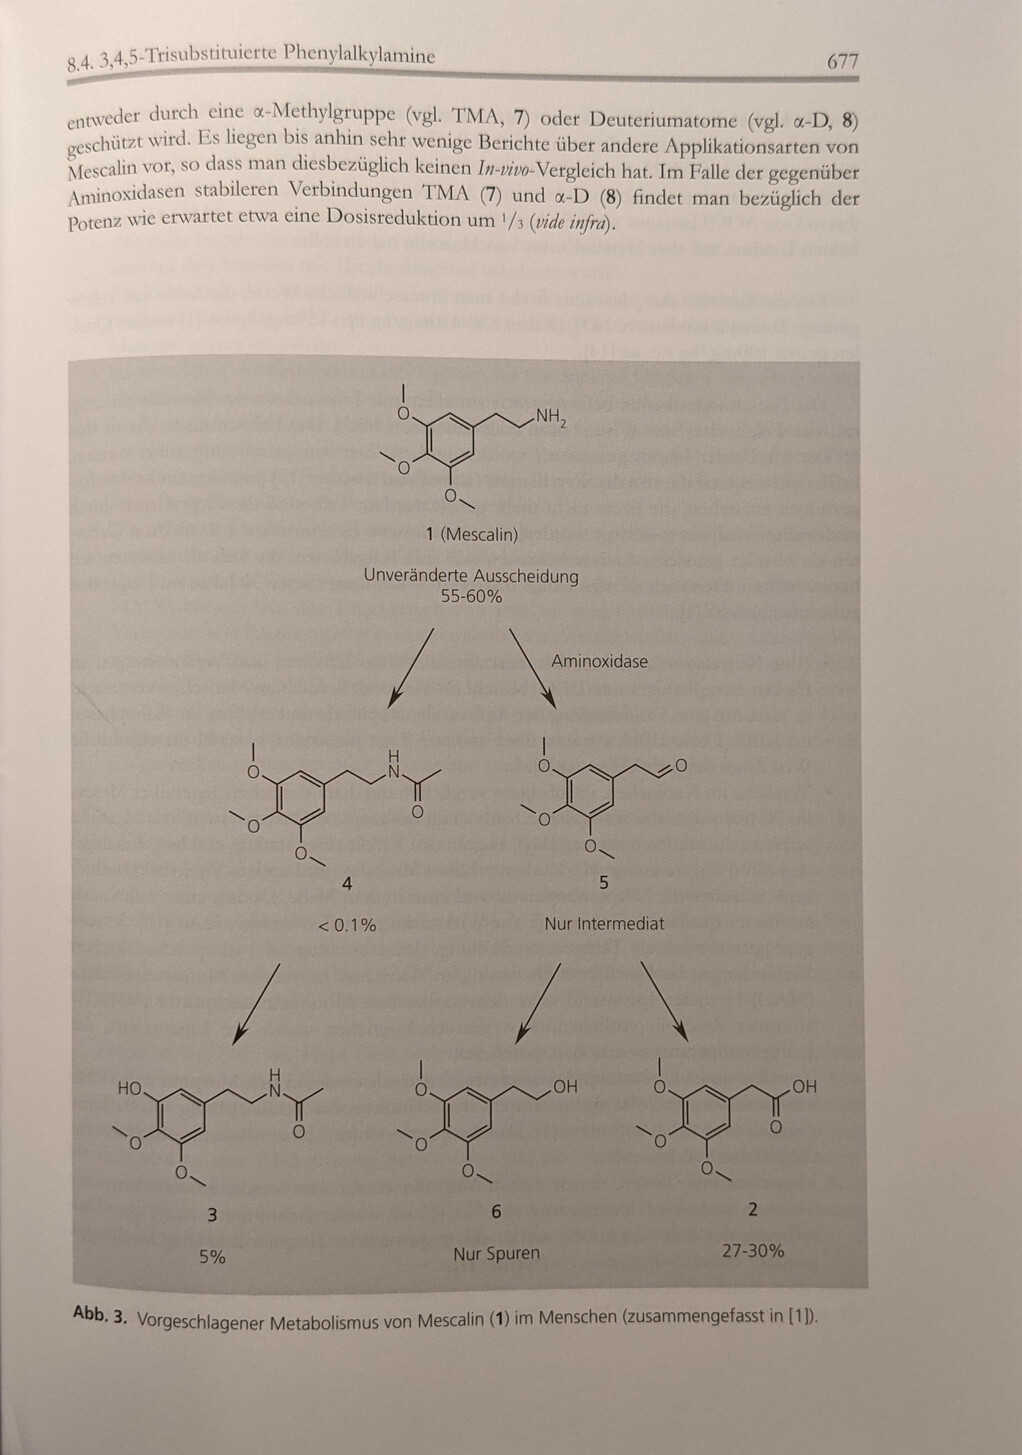 8.4. 3,4,5-Trisubstituierte Phenylalkylamine 677
entweder durch eine α-Methylgruppe (vgl. TMA, 7) oder Deuteriumatome (vgl. α-D, 8)
geschützt wird. Es liegen bis anhin sehr wenige Berichte über andere Applikationsarten von
Mescalin vor, so dass man diesbezüglich keinen In-vivo-Vergleich hat. Im Falle der gegenüber
Aminoxidasen stabileren Verbindungen TMA (7) und α-D (8) findet man bezüglich der
Potenz wie erwartet etwa eine Dosisreduktion um 1/3 (vide infra).
O
NH2
O
O
1 (Mescalin)
Unveränderte Ausscheidung
55-60%
Aminoxidase
O
H
N
O
O
O
4
< 0.1%
O
O
O
O
5
Nur Intermediat
HO
H
N
O
O
O
3
5%
O
OH
O
O
6
Nur Spuren
O
OH
O
O
O
2
27-30%
Abb. 3. Vorgeschlagener Metabolismus von Mescalin (1) im Menschen (zusammengefasst in [1]).